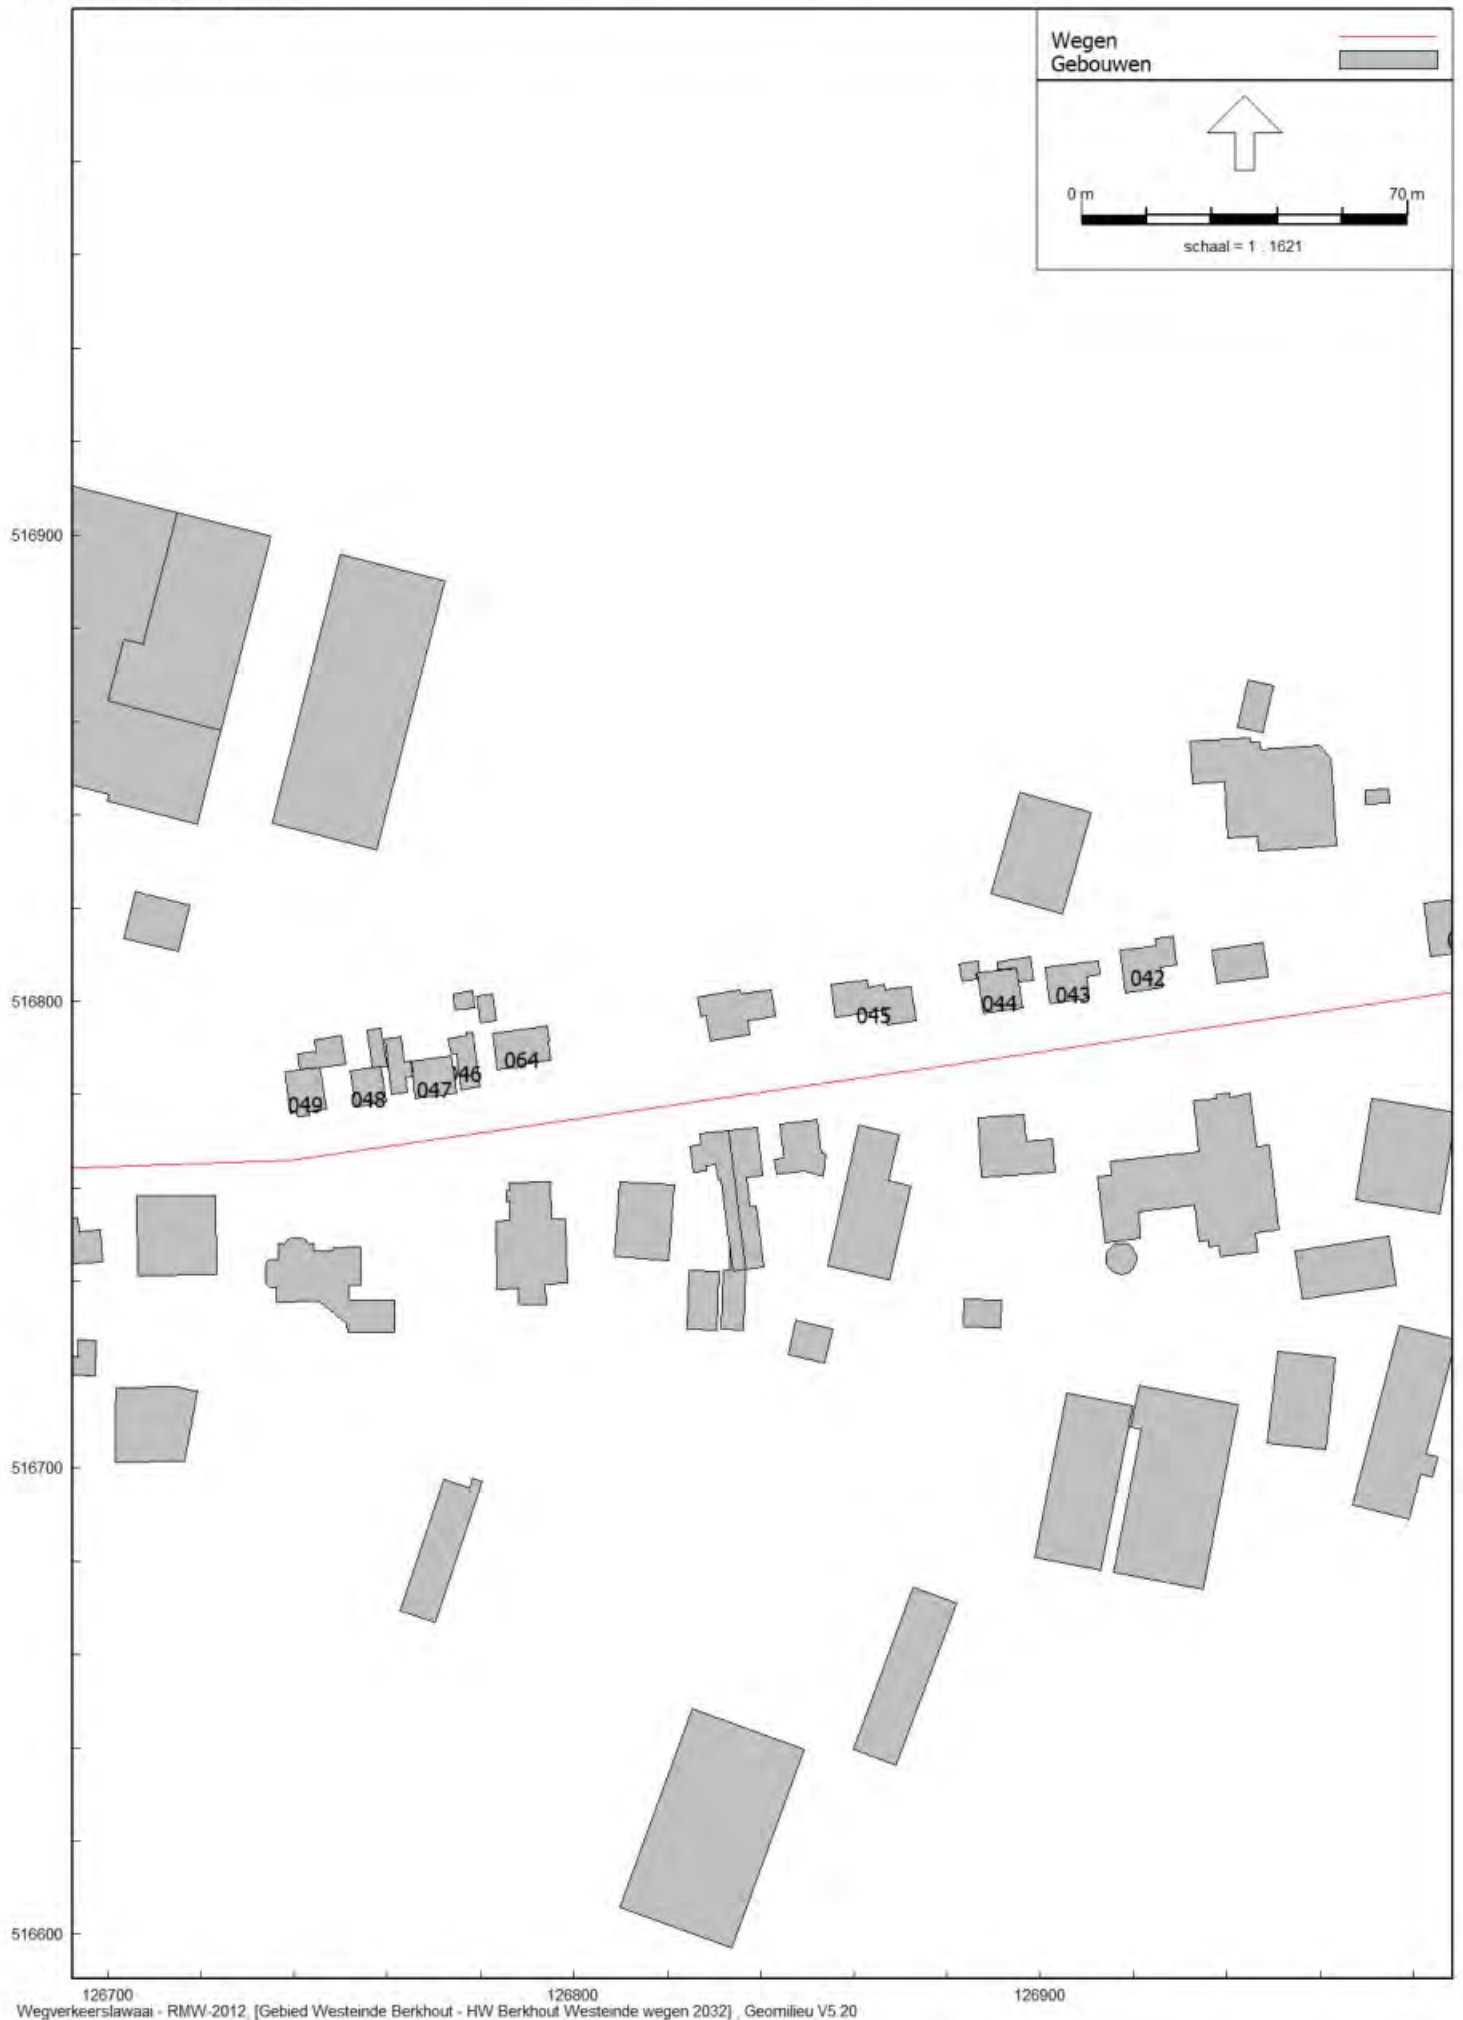 Wegen
Gebouwen
0 m 70 m
schaal = 1 : 1621
516900
516800
042
043
044
045
064
046
047
048
049
516700
516600
126700 126800 126900
Wegverkeerslawaai - RMW-2012, [Gebied Westeinde Berkhout - HW Berkhout Westeinde wegen 2032] , Geomilieu V5.20